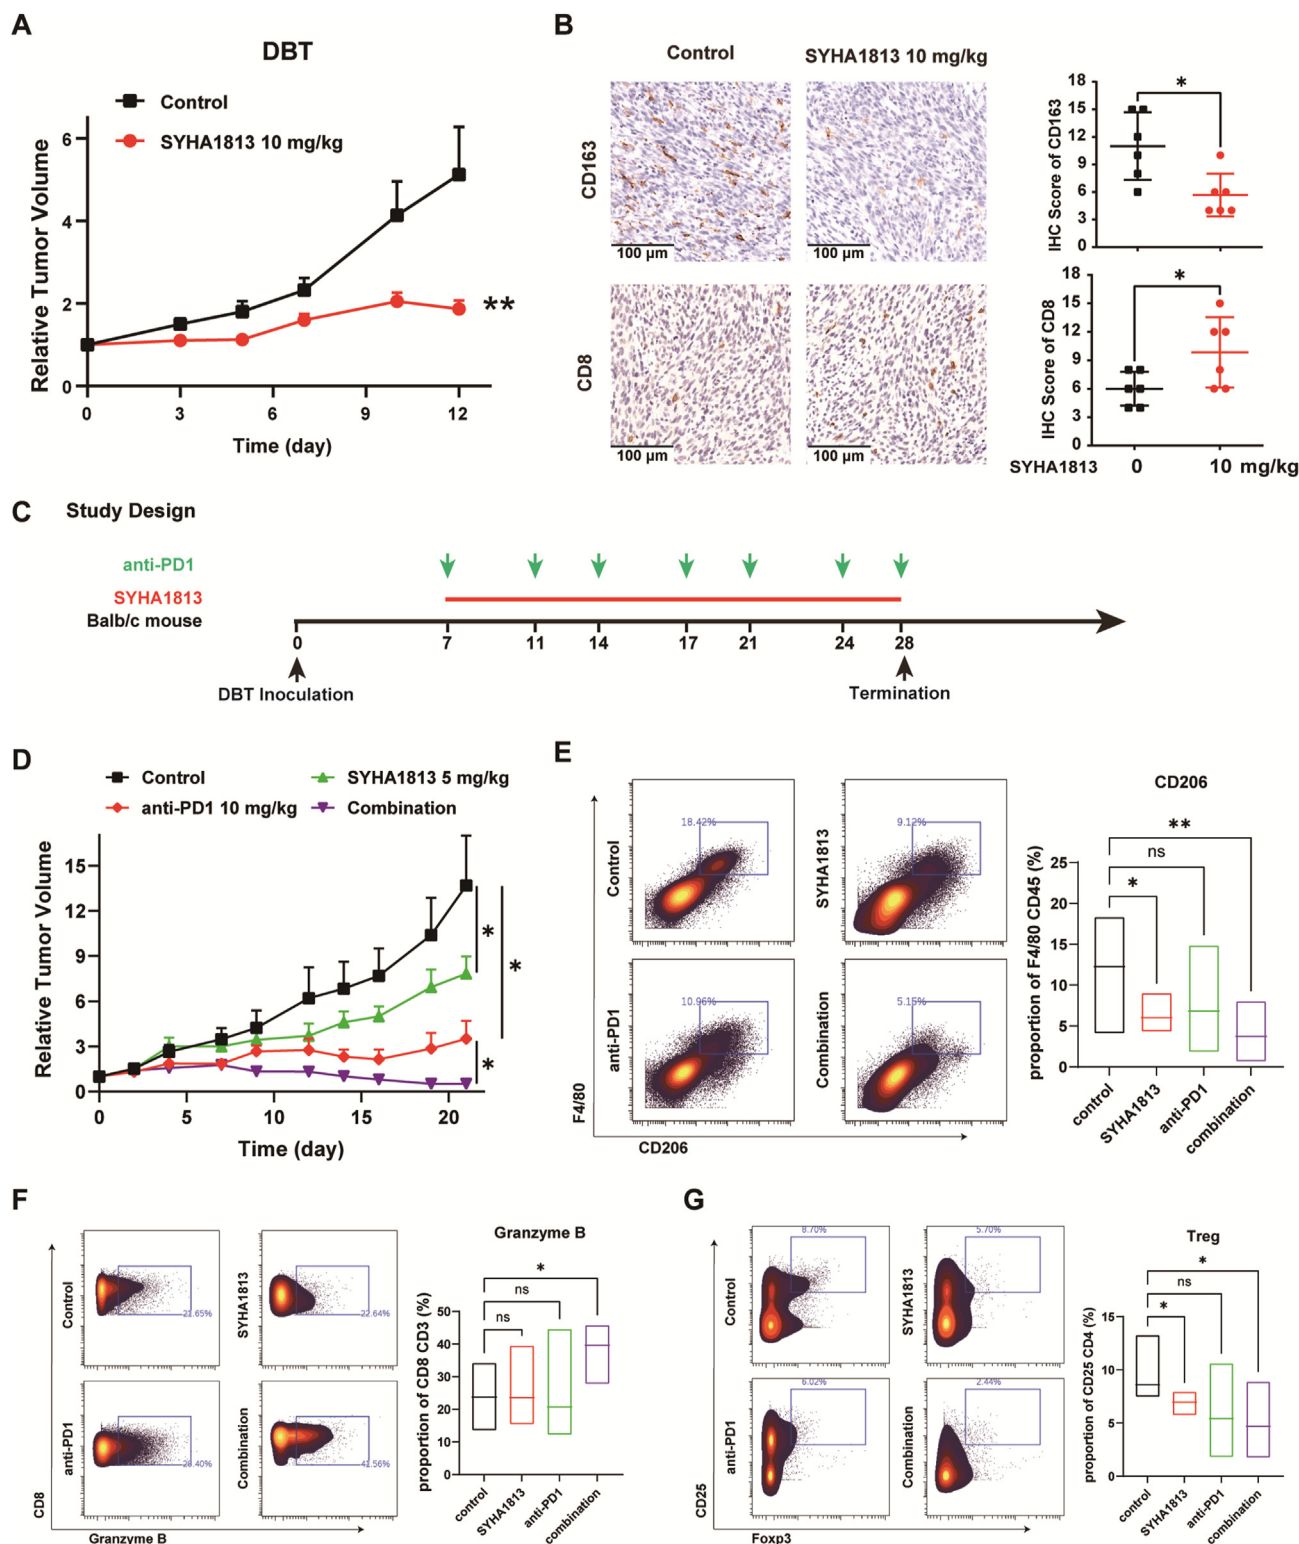 A
DBT
Control
SYHA1813 10 mg/kg
Relative Tumor Volume
6
4
2
0
0 3 6 9 12
Time (day)
**
B
Control SYHA1813 10 mg/kg
CD163
100 µm 100 µm
CD8
100 µm 100 µm
IHC Score of CD163
18
15
12
9
6
3
0
*
IHC Score of CD8
18
15
12
9
6
3
0
*
SYHA1813 0 10 mg/kg
C Study Design
anti-PD1
SYHA1813
Balb/c mouse
0 7 11 14 17 21 24 28
DBT Inoculation Termination
D
Control SYHA1813 5 mg/kg
anti-PD1 10 mg/kg Combination
Relative Tumor Volume
15
12
9
6
3
0
0 5 10 15 20
Time (day)
*
*
*
E
Control
18.42%
SYHA1813
9.12%
anti-PD1
10.96%
Combination
5.15%
F4/80
CD206
CD206
**
ns
*
proportion of F4/80 CD45 (%)
25
20
15
10
5
0
control SYHA1813 anti-PD1 combination
F
Control
21.65%
SYHA1813
22.64%
anti-PD1
Combination
41.56%
CD8
Granzyme B
Granzyme B
*
ns
ns
proportion of CD8 CD3 (%)
50
40
30
20
10
0
control SYHA1813 anti-PD1 combination
G
Control
8.70%
SYHA1813
5.70%
anti-PD1
6.02%
Combination
2.44%
CD25
Foxp3
Treg
*
ns
*
proportion of CD25 CD4 (%)
15
10
5
0
control SYHA1813 anti-PD1 combination